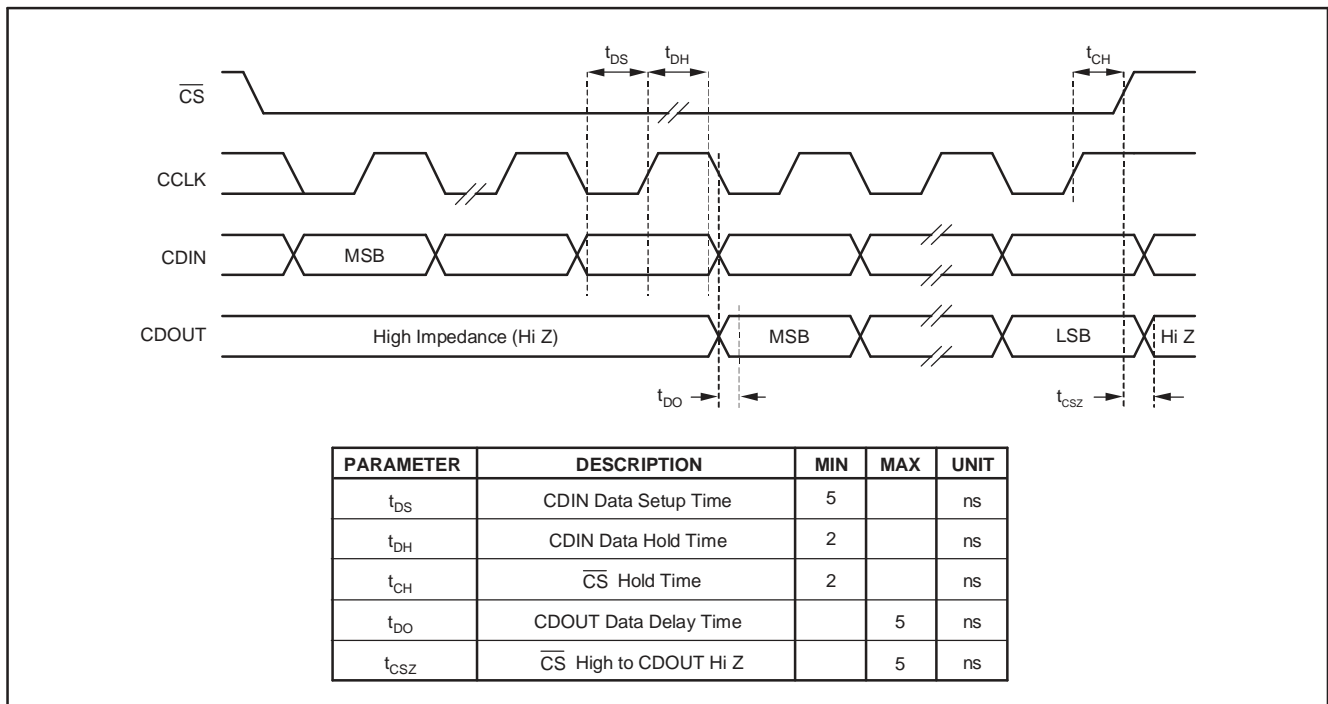 tDS tDH tCH
CS
CCLK
CDIN MSB
CDOUT High Impedance (Hi Z) MSB LSB Hi Z
tDO tCSZ
PARAMETER DESCRIPTION MIN MAX UNIT
tDS CDIN Data Setup Time 5 ns
tDH CDIN Data Hold Time 2 ns
tCH CS Hold Time 2 ns
tDO CDOUT Data Delay Time 5 ns
tCSZ CS High to CDOUT Hi Z 5 ns